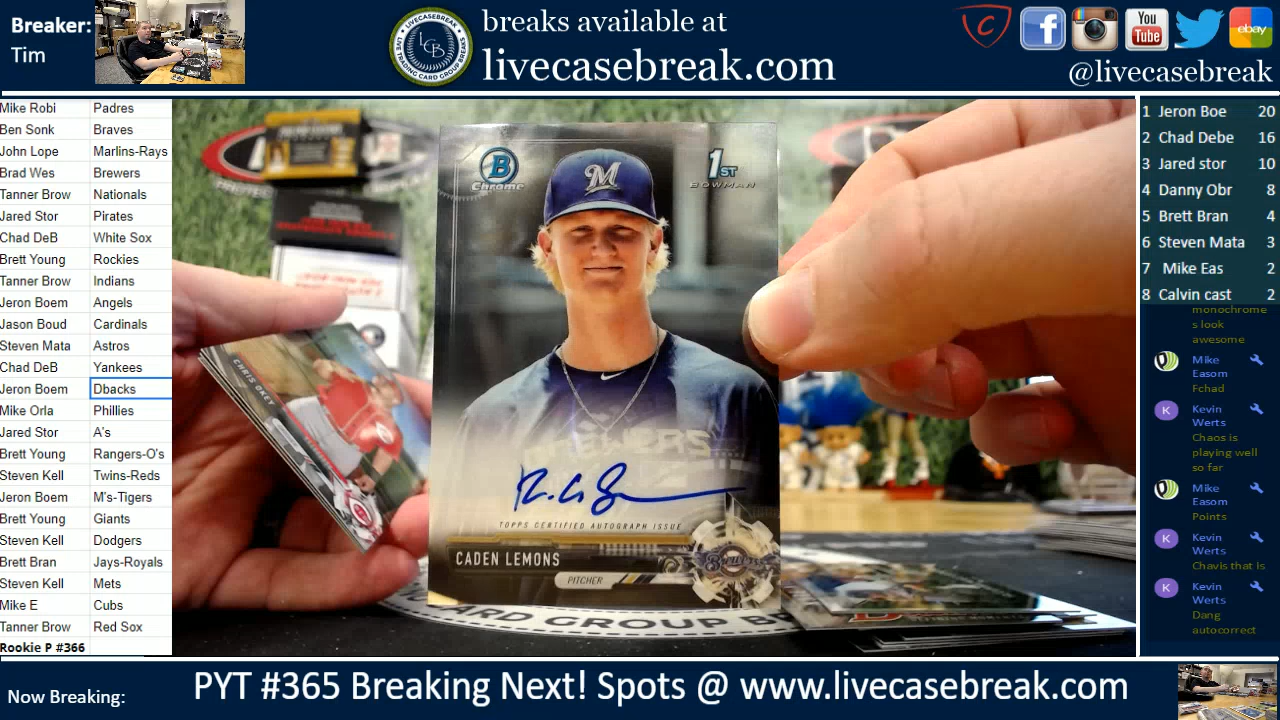 Breaker:
Tim
LCB
breaks available at
livecasebreak.com
You
Tube
ebay
@livecasebreak
Mike Robi Padres
Ben Sonk Braves
John Lope Marlins-Rays
Brad Wes Brewers
Tanner Brow Nationals
Jared Stor Pirates
Chad DeB White Sox
Brett Young Rockies
Tanner Brow Indians
Jeron Boem Angels
Jason Boud Cardinals
Steven Mata Astros
Chad DeB Yankees
Jeron Boem Dbacks
Mike Orla Phillies
Jared Stor A's
Brett Young Rangers-O's
Steven Kell Twins-Reds
Jeron Boem M's-Tigers
Brett Young Giants
Steven Kell Dodgers
Brett Bran Jays-Royals
Steven Kell Mets
Mike E Cubs
Tanner Brow Red Sox
Rookie P #366
B
Chrome
1ST
BOWMAN
M
CHRIS OKEY
TOPPS CERTIFIED AUTOGRAPH ISSUE
CADEN LEMONS
PITCHER
1 Jeron Boe 20
2 Chad Debe 16
3 Jared stor 10
4 Danny Obr 8
5 Brett Bran 4
6 Steven Mata 3
7 Mike Eas 2
8 Calvin cast 2
monochrome
s look
awesome
Mike
Easom
Fchad
K Kevin
Werts
Chaos is
playing well
so far
Mike
Easom
Points
K Kevin
Werts
Chavis that is
K Kevin
Werts
Dang
autocorrect
Now Breaking:
PYT #365 Breaking Next! Spots @ www.livecasebreak.com